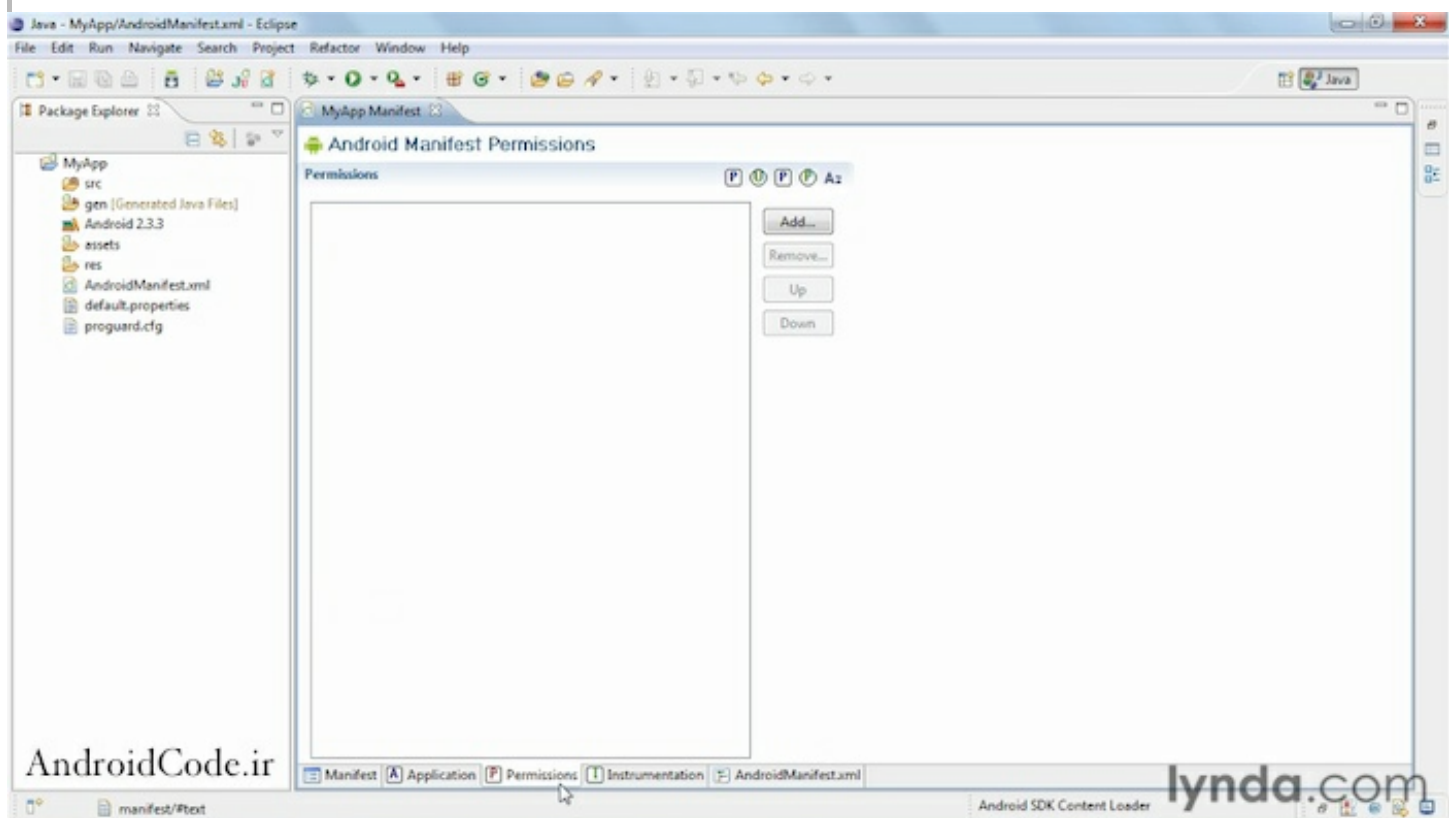 Java - MyApp/AndroidManifest.xml - Eclipse
File Edit Run Navigate Search Project Refactor Window Help
Java
Package Explorer
MyApp Manifest
Android Manifest Permissions
MyApp
Permissions
P U P P Az
src
gen [Generated Java Files]
Android 2.3.3
assets
res
AndroidManifest.xml
default.properties
proguard.cfg
Add...
Remove...
Up
Down
AndroidCode.ir
Manifest A Application P Permissions I Instrumentation AndroidManifest.xml
lynda.com
manifest/#text
Android SDK Content Loader